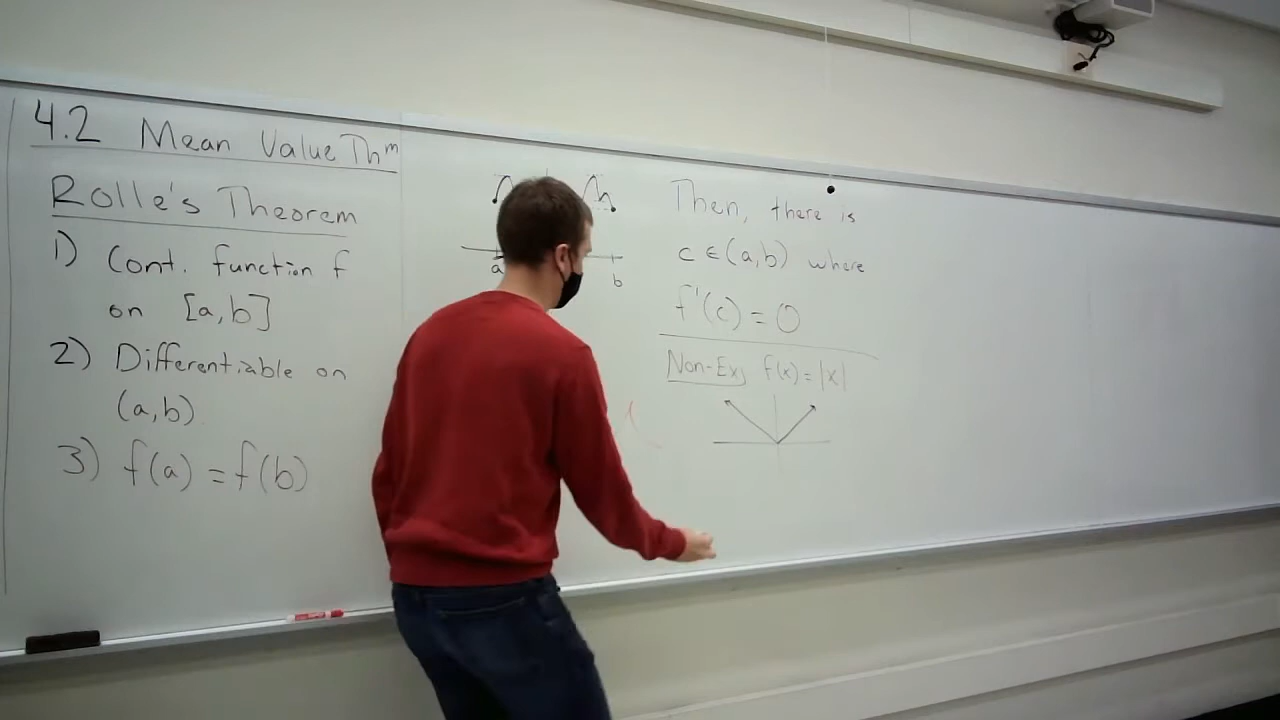 4.2 Mean Value Thm
Rolle's Theorem
1) Cont. function f
on [a,b]
2) Differentiable on
(a,b)
3) f(a) = f(b)
a
b
Then, there is
c ∈ (a,b) where
f'(c) = 0
Non-Ex, f(x) = |x|